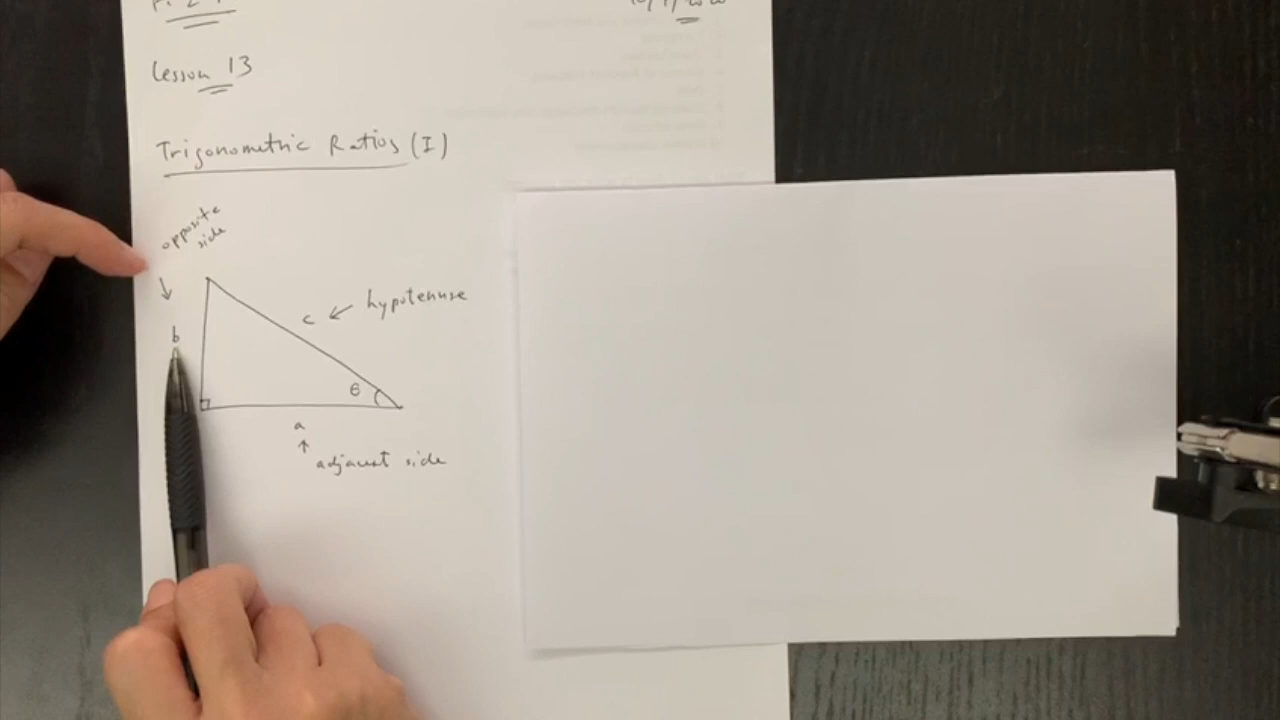 Lesson 13
Trigonometric Ratios (I)
opposite
side
b
c ← hypotenuse
θ
a
adjacent side